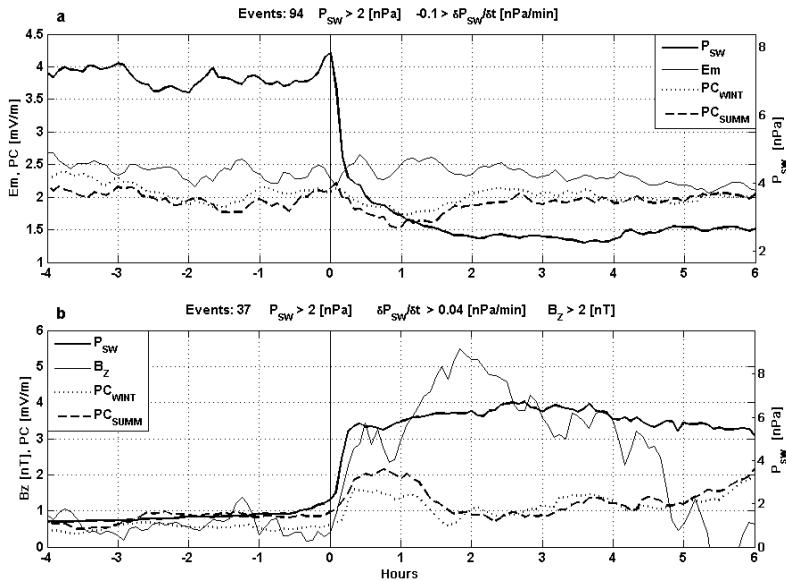 a
Events: 94 P_SW > 2 [nPa] -0.1 > δP_SW/δt [nPa/min]
Em, PC [mV/m]
4.5
4
3.5
3
2.5
2
1.5
1
P_SW
Em
PC_WINT
PC_SUMM
8
6
4
2
P_SW [nPa]
-4 -3 -2 -1 0 1 2 3 4 5 6
b
Events: 37 P_SW > 2 [nPa] δP_SW/δt > 0.04 [nPa/min] B_Z > 2 [nT]
Bz [nT], PC [mV/m]
6
5
4
3
2
1
0
P_SW
B_Z
PC_WINT
PC_SUMM
8
6
4
2
0
P_SW [nPa]
-4 -3 -2 -1 0 1 2 3 4 5 6
Hours